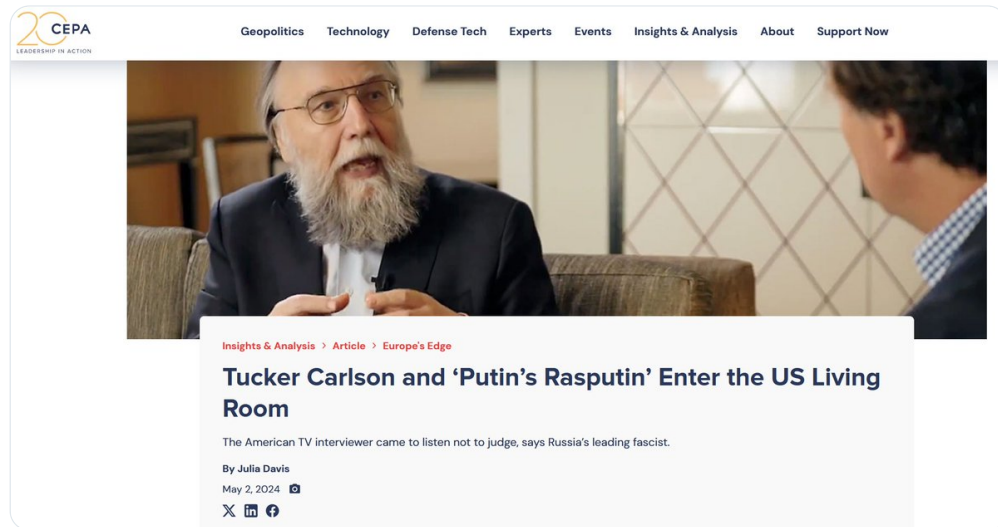 20 CEPA
LEADERSHIP IN ACTION
Geopolitics Technology Defense Tech Experts Events Insights & Analysis About Support Now
Insights & Analysis > Article > Europe's Edge
Tucker Carlson and ‘Putin’s Rasputin’ Enter the US Living
Room
The American TV interviewer came to listen not to judge, says Russia’s leading fascist.
By Julia Davis
May 2, 2024